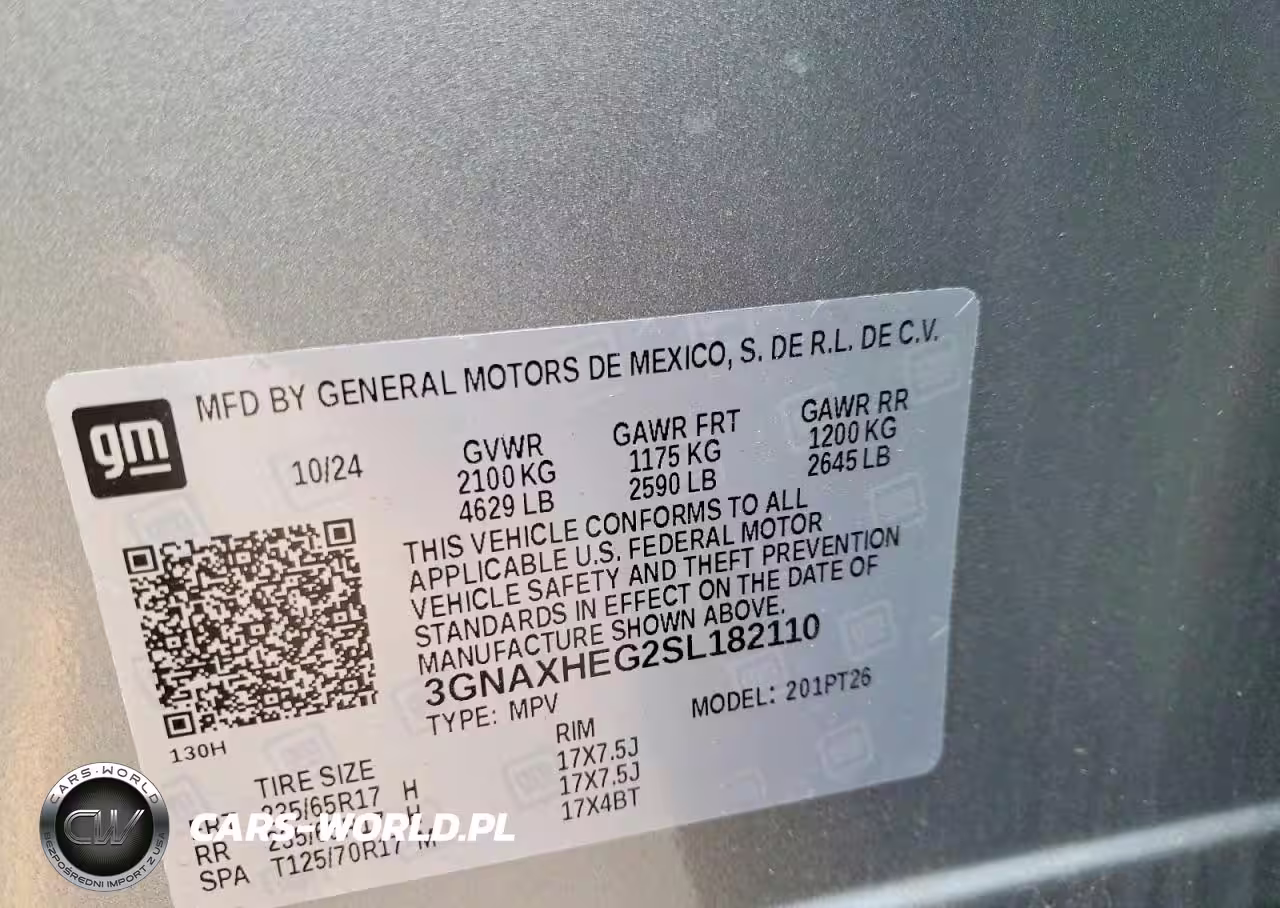 MFD BY GENERAL MOTORS DE MEXICO, S. DE R.L. DE C.V.
gm
10/24
GVWR GAWR FRT GAWR RR
2100 KG 1175 KG 1200 KG
4629 LB 2590 LB 2645 LB
THIS VEHICLE CONFORMS TO ALL
APPLICABLE U.S. FEDERAL MOTOR
VEHICLE SAFETY AND THEFT PREVENTION
STANDARDS IN EFFECT ON THE DATE OF
MANUFACTURE SHOWN ABOVE.
3GNAXHEG2SL182110
TYPE: MPV MODEL: 201PT26
130H
TIRE SIZE RIM
225/65R17 H 17X7.5J
RR H 17X7.5J
SPA T125/70R17 M 17X4BT
CARS-WORLD
CW
BEZPOŚREDNI IMPORT Z USA
CARS-WORLD.PL